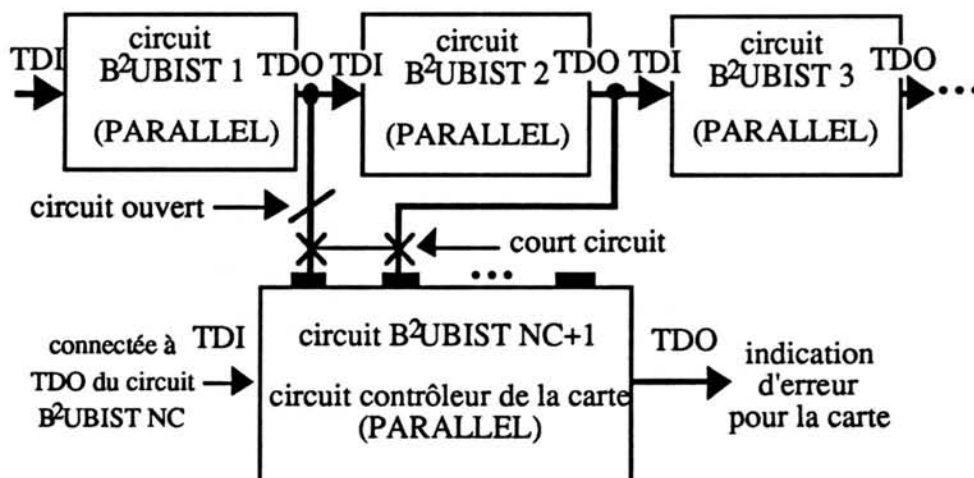 circuit
B²UBIST 1
(PARALLEL)
TDI
TDO
TDI
circuit
B²UBIST 2
(PARALLEL)
TDO
TDI
circuit
B²UBIST 3
(PARALLEL)
TDO
...
circuit ouvert
court circuit
...
connectée à
TDO du circuit
B²UBIST NC
TDI
circuit B²UBIST NC+1
circuit contrôleur de la carte
(PARALLEL)
TDO
indication
d'erreur
pour la carte